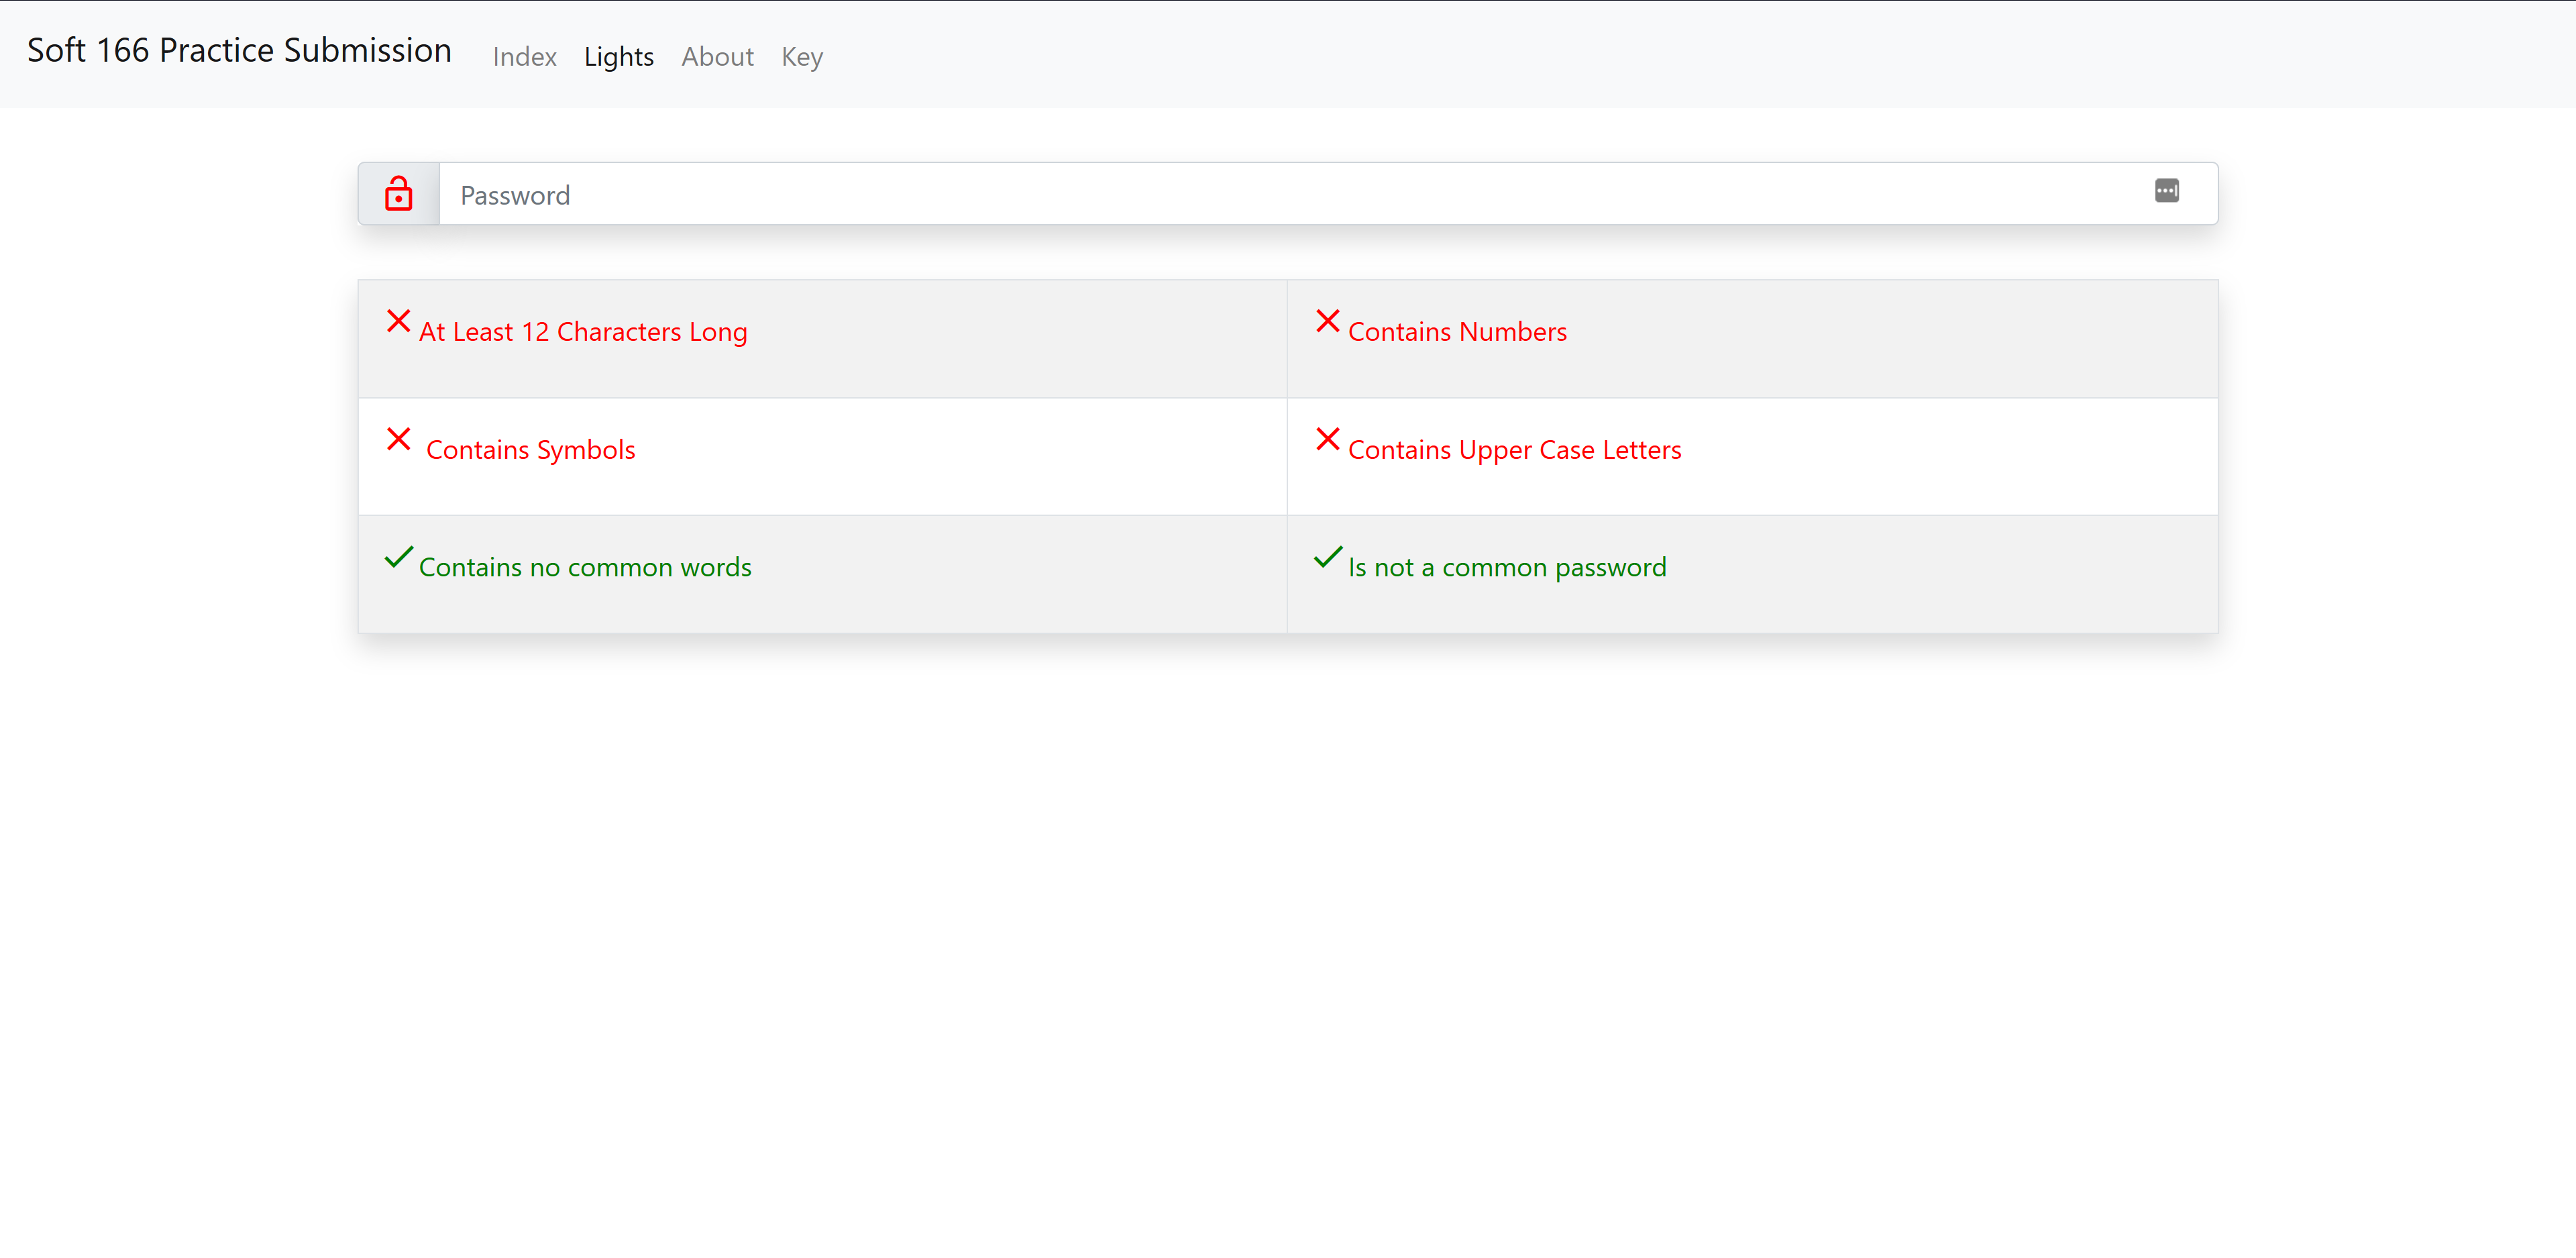 Soft 166 Practice Submission Index Lights About Key
Password
At Least 12 Characters Long
Contains Numbers
Contains Symbols
Contains Upper Case Letters
Contains no common words
Is not a common password